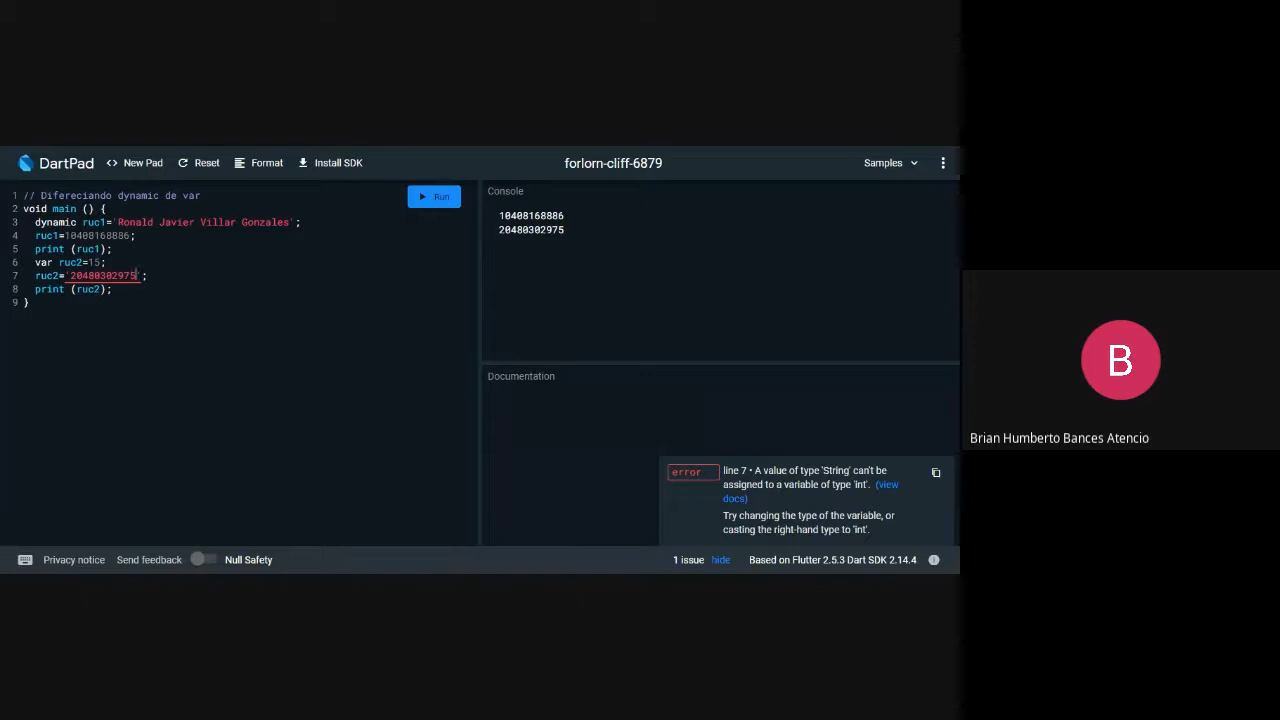 DartPad
<> New Pad
Reset
Format
Install SDK
forlorn-cliff-6879
Samples
1 // Difereciando dynamic de var
2 void main () {
3 dynamic ruc1='Ronald Javier Villar Gonzales';
4 ruc1=10408168886;
5 print (ruc1);
6 var ruc2=15;
7 ruc2='20480302975';
8 print (ruc2);
9 }
Run
Console
10408168886
20480302975
Documentation
error
line 7 • A value of type 'String' can't be
assigned to a variable of type 'int'. (view
docs)
Try changing the type of the variable, or
casting the right-hand type to 'int'.
Privacy notice
Send feedback
Null Safety
1 issue hide
Based on Flutter 2.5.3 Dart SDK 2.14.4
B
Brian Humberto Bances Atencio